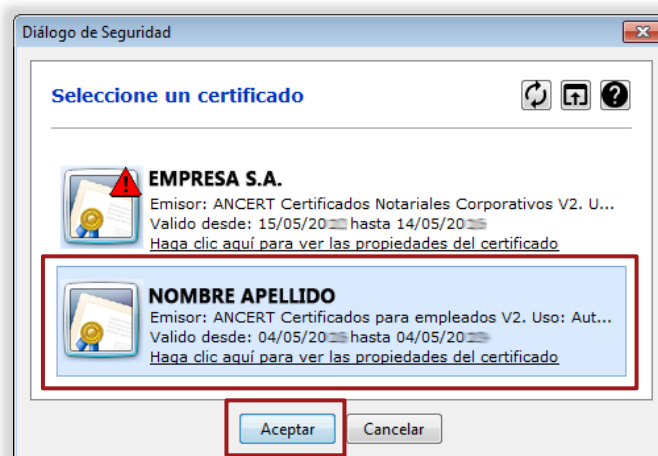 Diálogo de Seguridad
Seleccione un certificado
EMPRESA S.A.
Emisor: ANCERT Certificados Notariales Corporativos V2. U...
Valido desde: 15/05/20 hasta 14/05/20
Haga clic aquí para ver las propiedades del certificado
NOMBRE APELLIDO
Emisor: ANCERT Certificados para empleados V2. Uso: Aut...
Valido desde: 04/05/20 hasta 04/05/20
Haga clic aquí para ver las propiedades del certificado
Aceptar Cancelar